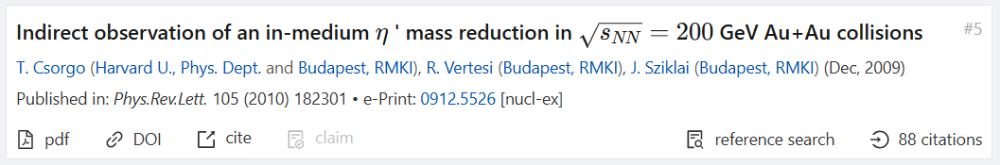 Indirect observation of an in-medium η ' mass reduction in √s_NN = 200 GeV Au+Au collisions #5
T. Csorgo (Harvard U., Phys. Dept. and Budapest, RMKI), R. Vertesi (Budapest, RMKI), J. Sziklai (Budapest, RMKI) (Dec, 2009)
Published in: Phys.Rev.Lett. 105 (2010) 182301 • e-Print: 0912.5526 [nucl-ex]
pdf DOI cite claim reference search 88 citations